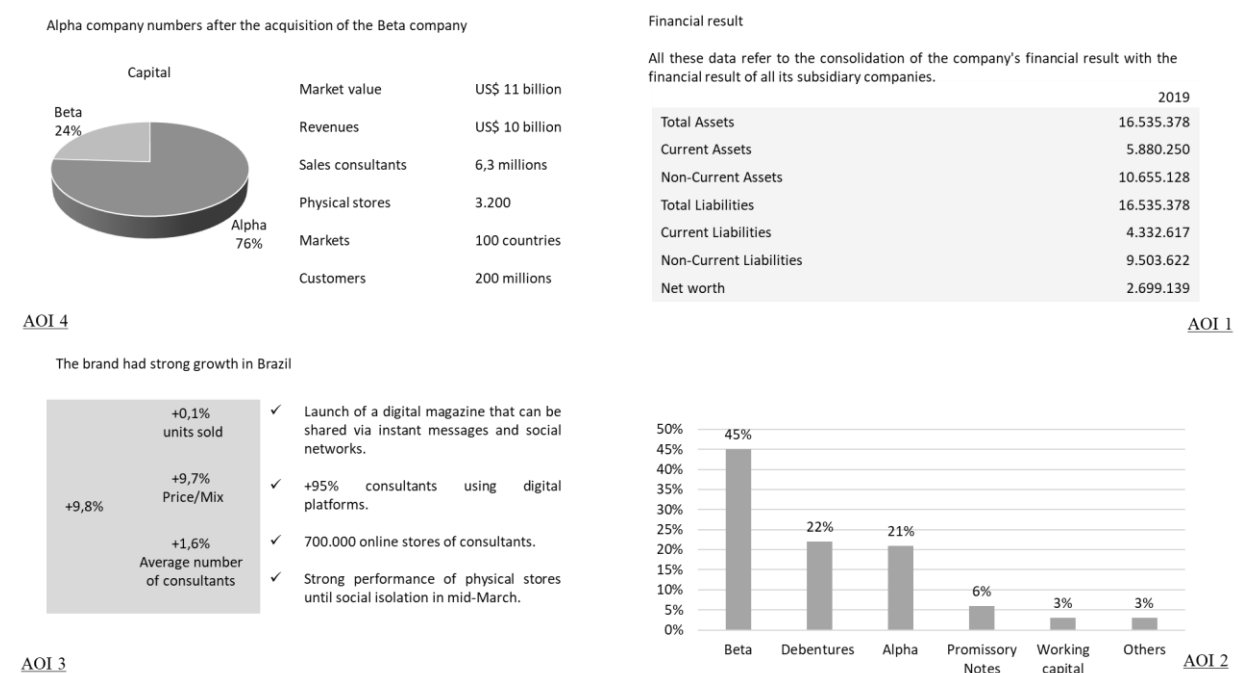 Alpha company numbers after the acquisition of the Beta company
Capital
Beta
24%
Alpha
76%
Market value US$ 11 billion
Revenues US$ 10 billion
Sales consultants 6,3 millions
Physical stores 3.200
Markets 100 countries
Customers 200 millions
AOI 4
Financial result
All these data refer to the consolidation of the company's financial result with the
financial result of all its subsidiary companies.
2019
Total Assets 16.535.378
Current Assets 5.880.250
Non-Current Assets 10.655.128
Total Liabilities 16.535.378
Current Liabilities 4.332.617
Non-Current Liabilities 9.503.622
Net worth 2.699.139
AOI 1
The brand had strong growth in Brazil
+9,8%
+0,1%
units sold
+9,7%
Price/Mix
+1,6%
Average number
of consultants
✓ Launch of a digital magazine that can be
shared via instant messages and social
networks.
✓ +95% consultants using digital
platforms.
✓ 700.000 online stores of consultants.
✓ Strong performance of physical stores
until social isolation in mid-March.
AOI 3
50%
45%
40%
35%
30%
25%
20%
15%
10%
5%
0%
45%
22%
21%
6%
3%
3%
Beta
Debentures
Alpha
Promissory
Notes
Working
capital
Others
AOI 2